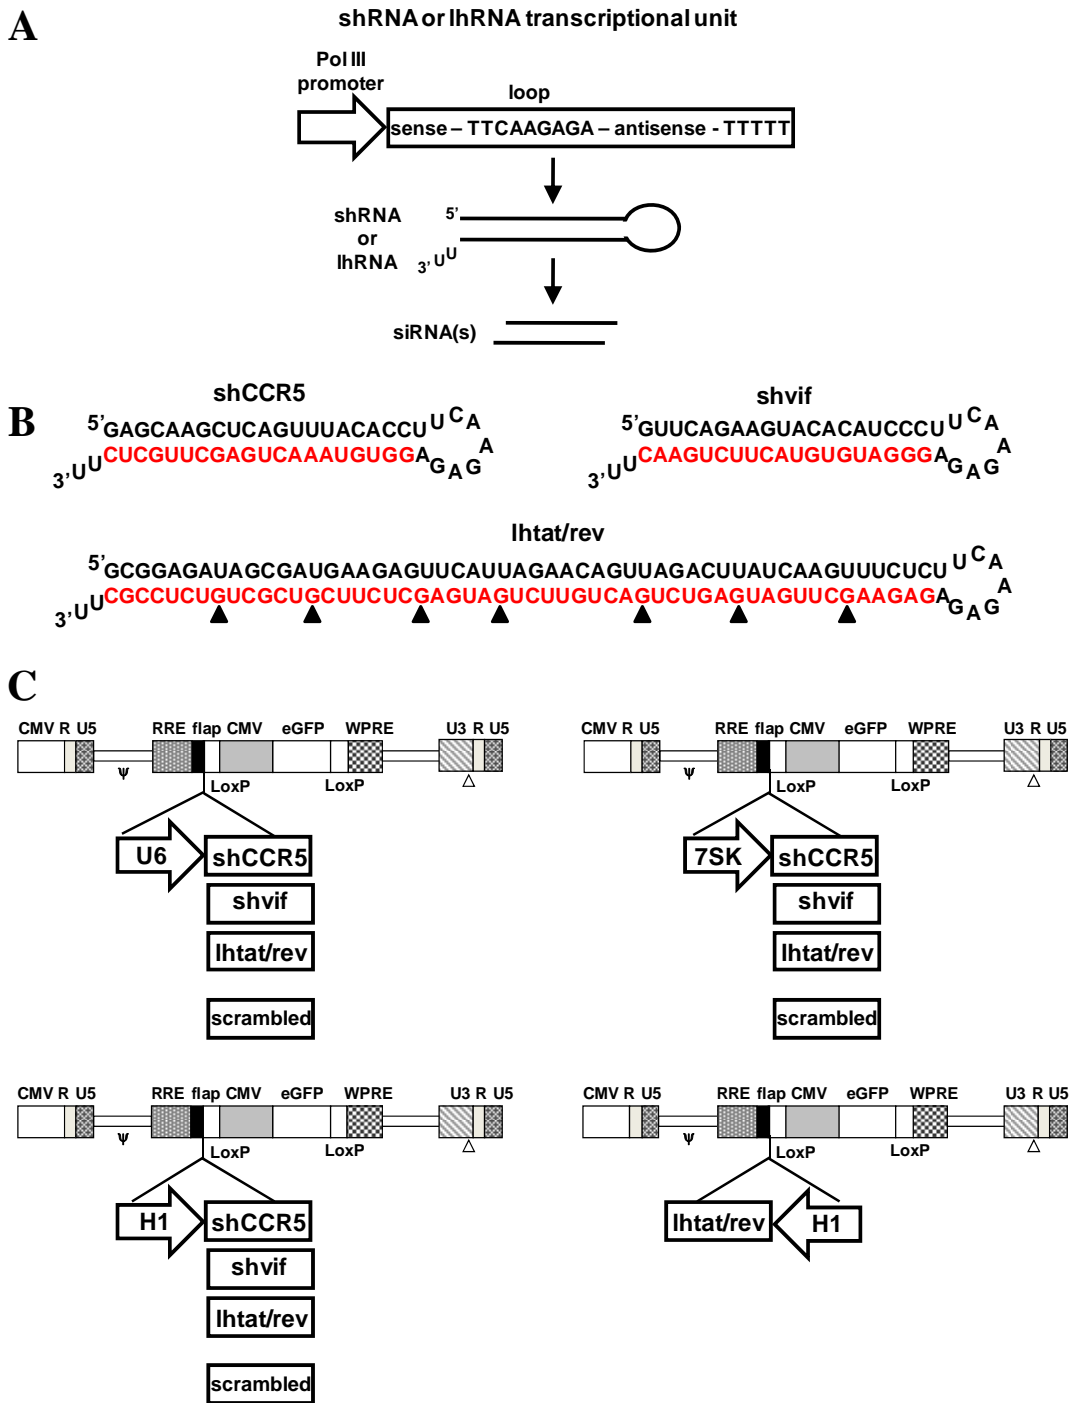 A
shRNA or lhRNA transcriptional unit
Pol III
promoter
loop
sense – TTCAAGAGA – antisense - TTTTT
shRNA
or
lhRNA
5’
3’ U U
siRNA(s)
B
shCCR5
5’ GAGCAAGCUCAGUUUACACCU U C A A
3’ U U CUCGUUCGAGUCAAAUGUGG A G A G
shvif
5’ GUUCAGAAGUACACAUCCCU U C A A
3’ U U CAAGUCUUCAUGUGUAGGG A G A G
lhtat/rev
5’ GCGGAGAUAGCGAUGAAGAGUUCAUUAGAACAGUUAGACUUAUCAAGUUUCUCU U C A A
3’ U U CGCCUCUGUCGCUGCUUCUCGAGUAGUCUUGUCAGUCUGAGUAGUUCGAAGAG A G A G
C
CMV R U5 RRE flap CMV eGFP WPRE U3 R U5
ψ LoxP LoxP Δ
U6 shCCR5
shvif
lhtat/rev
scrambled
CMV R U5 RRE flap CMV eGFP WPRE U3 R U5
ψ LoxP LoxP Δ
7SK shCCR5
shvif
lhtat/rev
scrambled
CMV R U5 RRE flap CMV eGFP WPRE U3 R U5
ψ LoxP LoxP Δ
H1 shCCR5
shvif
lhtat/rev
scrambled
CMV R U5 RRE flap CMV eGFP WPRE U3 R U5
ψ LoxP LoxP Δ
lhtat/rev H1